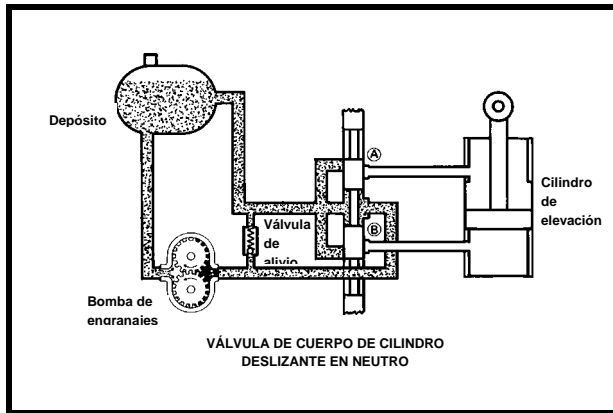 Depósito
A
Cilindro
de
elevación
Válvula
de
alivio
B
Bomba de
engranajes
VÁLVULA DE CUERPO DE CILINDRO
DESLIZANTE EN NEUTRO